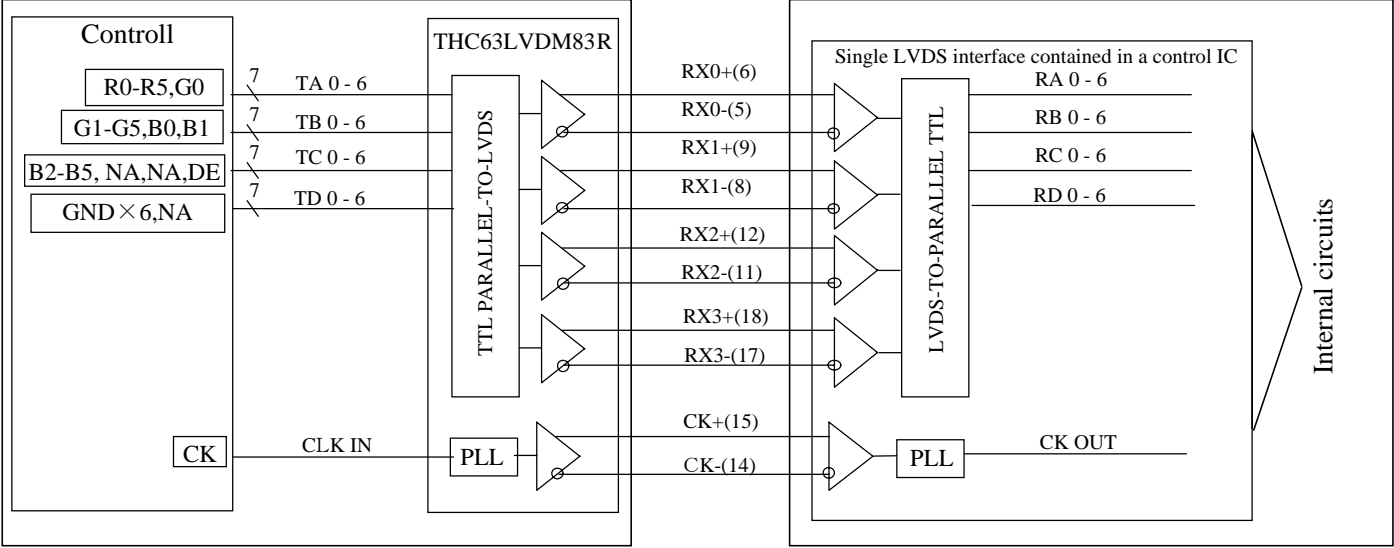 Controll
THC63LVDM83R
Single LVDS interface contained in a control IC
R0-R5,G0
7
TA 0 - 6
RX0+(6)
RA 0 - 6
RX0-(5)
G1-G5,B0,B1
7
TB 0 - 6
RB 0 - 6
RX1+(9)
B2-B5, NA,NA,DE
7
TC 0 - 6
RC 0 - 6
RX1-(8)
GND×6,NA
7
TD 0 - 6
RD 0 - 6
TTL PARALLEL-TO-LVDS
LVDS-TO-PARALLEL TTL
RX2+(12)
RX2-(11)
RX3+(18)
RX3-(17)
Internal circuits
CK
CLK IN
PLL
CK+(15)
CK-(14)
PLL
CK OUT